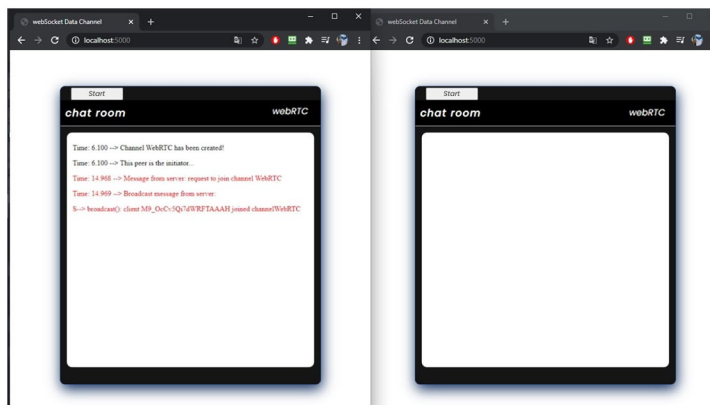 webSocket Data Channel
localhost:5000
Start
chat room
webRTC
Time: 6.100 --> Channel WebRTC has been created!
Time: 6.100 --> This peer is the initiator...
Time: 14.968 --> Message from server: request to join channel WebRTC
Time: 14.969 --> Broadcast message from server:
S--> broadcast(): client joined channelWebRTC
webSocket Data Channel
localhost:5000
Start
chat room
webRTC